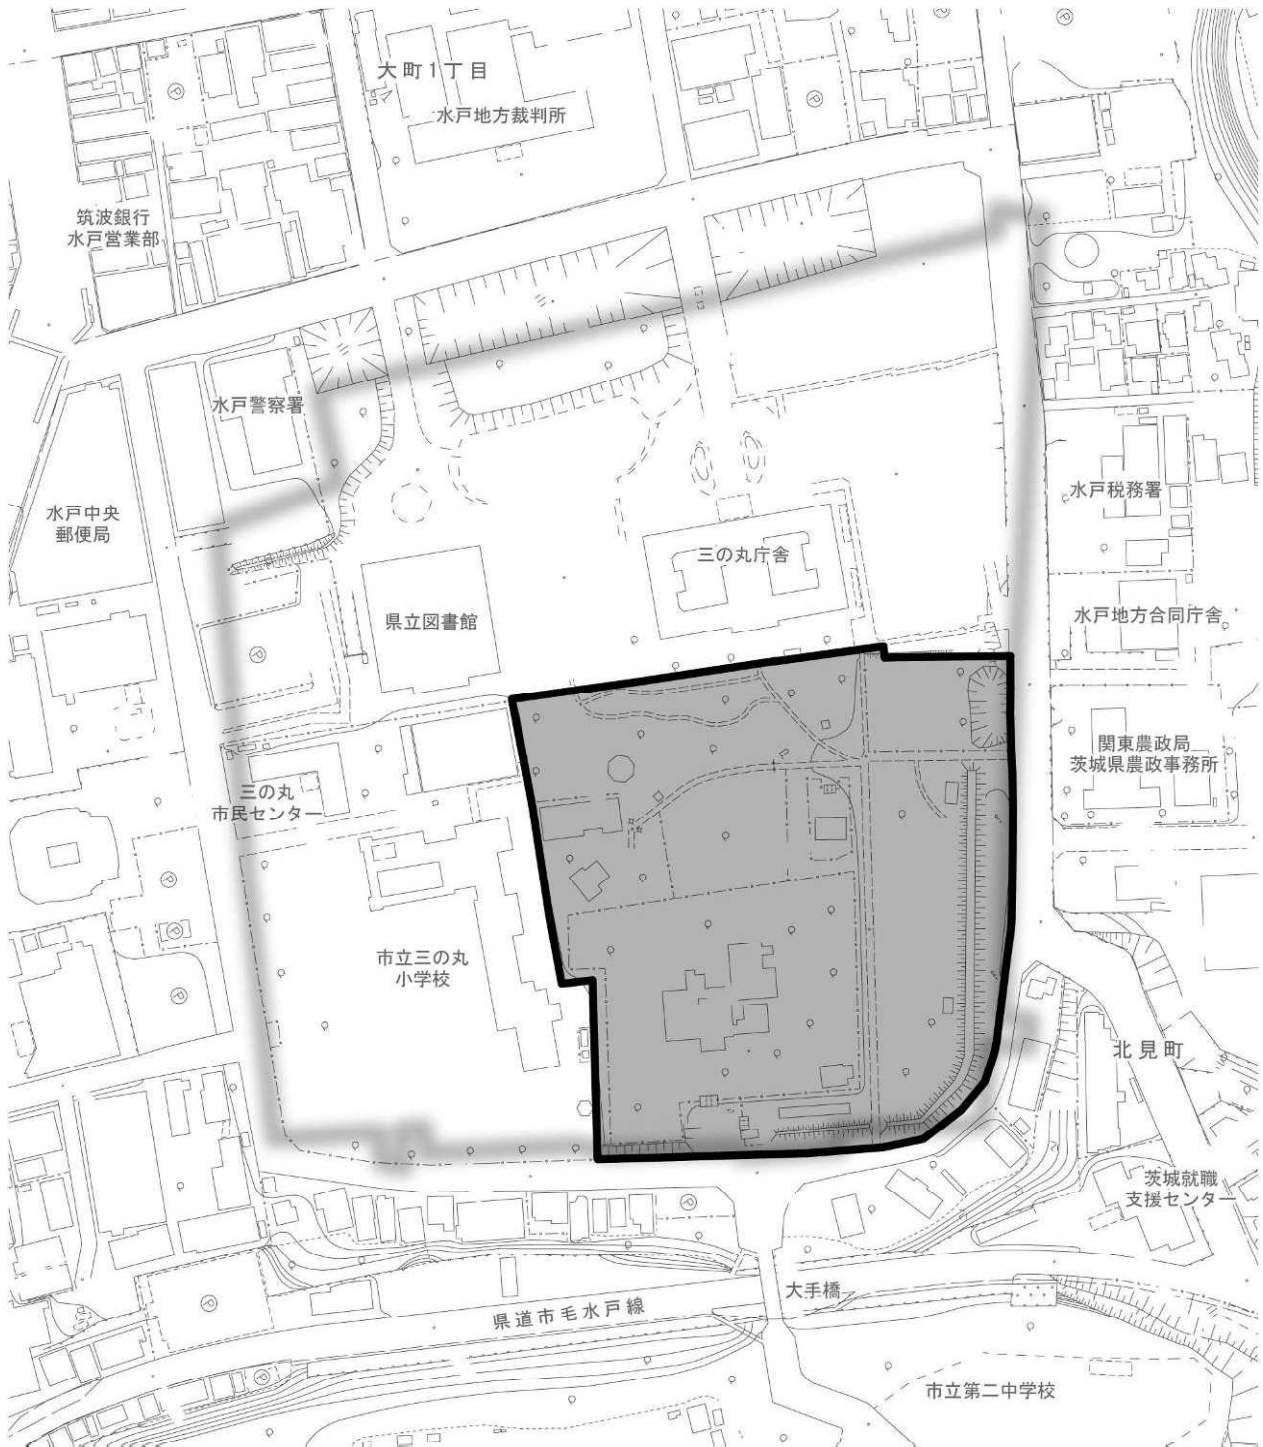 大町1丁目
水戸地方裁判所
筑波銀行
水戸営業部
水戸警察署
水戸中央
郵便局
水戸税務署
三の丸庁舎
県立図書館
水戸地方合同庁舎
関東農政局
茨城県農政事務所
三の丸
市民センター
市立三の丸
小学校
北見町
茨城就職
支援センター
大手橋
県道市毛水戸線
市立第二中学校
P
P
P
P
P
P
P
P
P
P